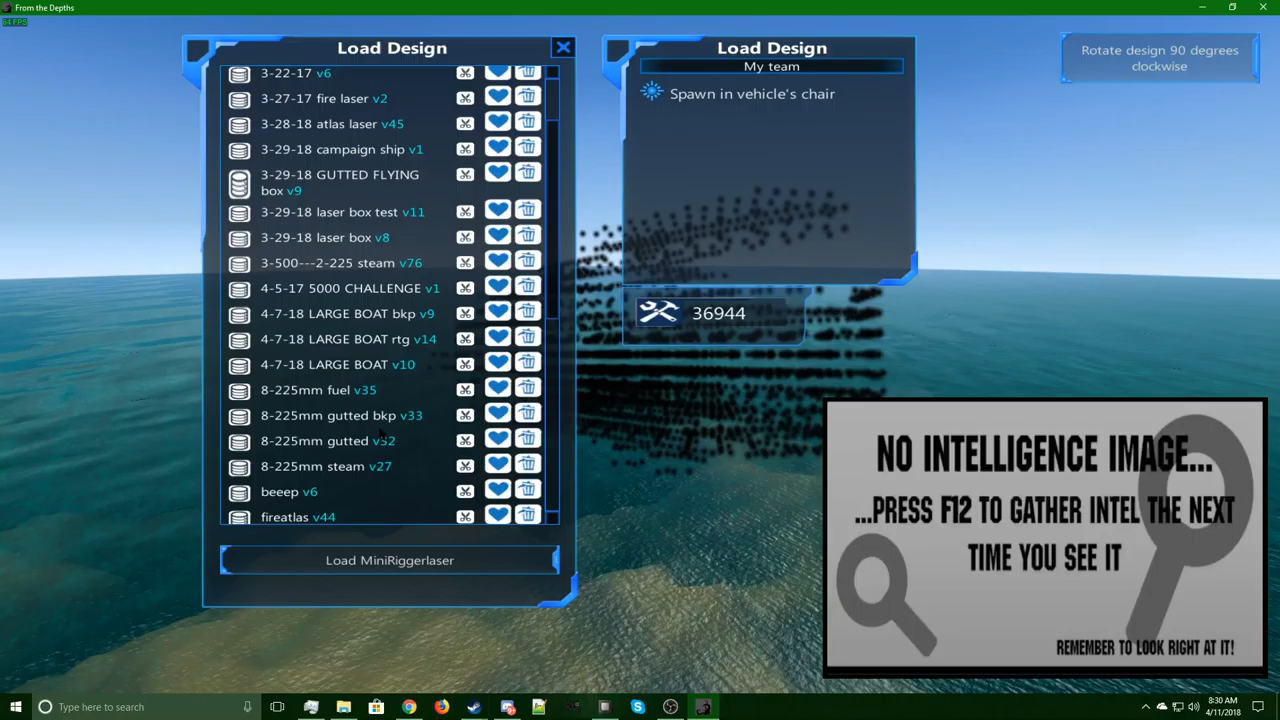 From the Depths
64 FPS
Load Design
3-22-17 v6
3-27-17 fire laser v2
3-28-18 atlas laser v45
3-29-18 campaign ship v1
3-29-18 GUTTED FLYING
box v9
3-29-18 laser box test v11
3-29-18 laser box v8
3-500---2-225 steam v76
4-5-17 5000 CHALLENGE v1
4-7-18 LARGE BOAT bkp v9
4-7-18 LARGE BOAT rtg v14
4-7-18 LARGE BOAT v10
8-225mm fuel v35
8-225mm gutted bkp v33
8-225mm gutted v32
8-225mm steam v27
beeep v6
fireatlas v44
Load MiniRiggerlaser
Load Design
My team
Spawn in vehicle's chair
36944
Rotate design 90 degrees
clockwise
NO INTELLIGENCE IMAGE...
...PRESS F12 TO GATHER INTEL THE NEXT
TIME YOU SEE IT
REMEMBER TO LOOK RIGHT AT IT!
Type here to search
8:30 AM
4/11/2018